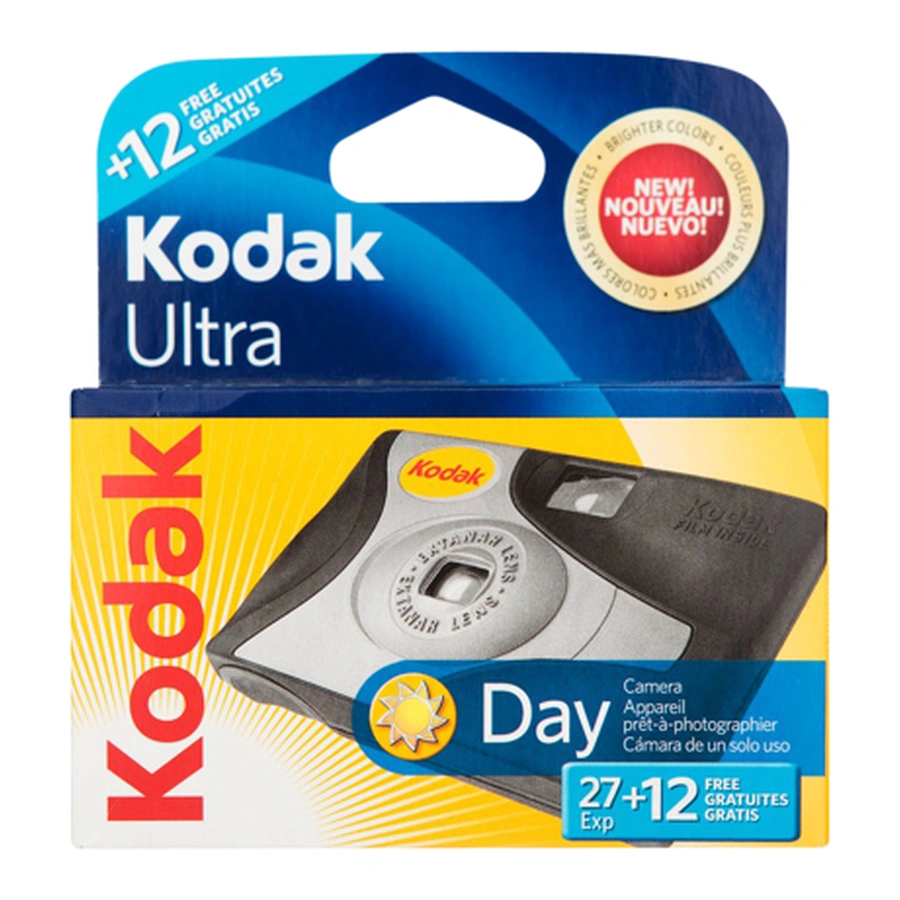 +12 FREE
GRATUITES
GRATIS
BRIGHTER COLORS • COULEURS PLUS BRILLANTES • COLORES MÁS BRILLANTES •
NEW!
NOUVEAU!
NUEVO!
Kodak
Ultra
Kodak
Kodak
Kodak
FILM INSIDE
EKTANAR LENS • EKTANAR LENS •
Day
Camera
Appareil
prêt-à-photographier
Cámara de un solo uso
27 +12 FREE
Exp GRATUITES
GRATIS